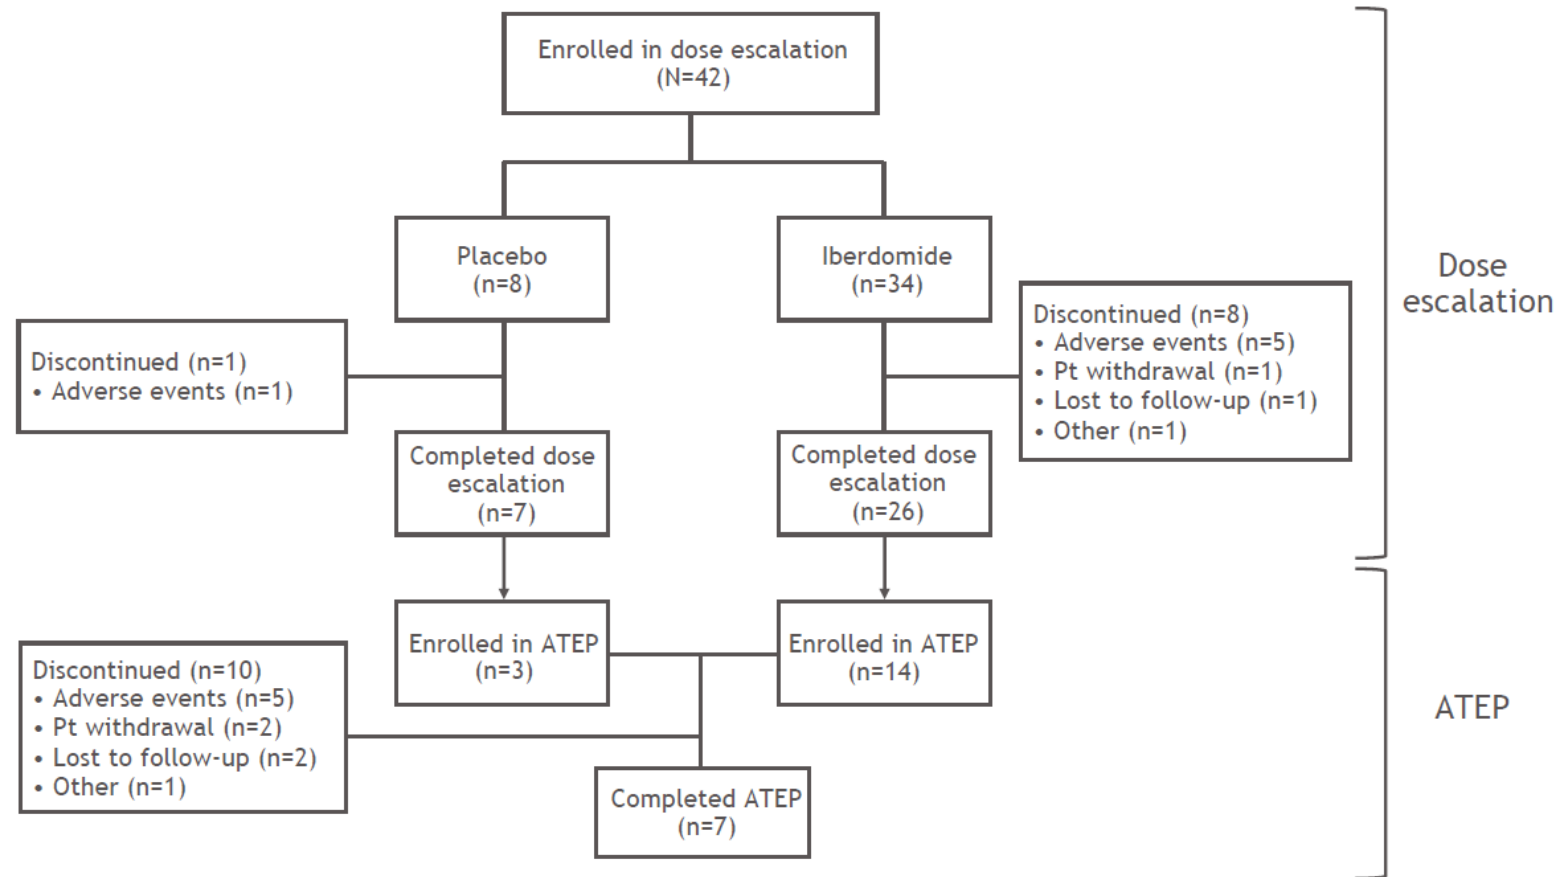 Enrolled in dose escalation
(N=42)
Placebo
(n=8)
Iberdomide
(n=34)
Discontinued (n=1)
• Adverse events (n=1)
Discontinued (n=8)
• Adverse events (n=5)
• Pt withdrawal (n=1)
• Lost to follow-up (n=1)
• Other (n=1)
Dose
escalation
Completed dose
escalation
(n=7)
Completed dose
escalation
(n=26)
Enrolled in ATEP
(n=3)
Enrolled in ATEP
(n=14)
Discontinued (n=10)
• Adverse events (n=5)
• Pt withdrawal (n=2)
• Lost to follow-up (n=2)
• Other (n=1)
ATEP
Completed ATEP
(n=7)